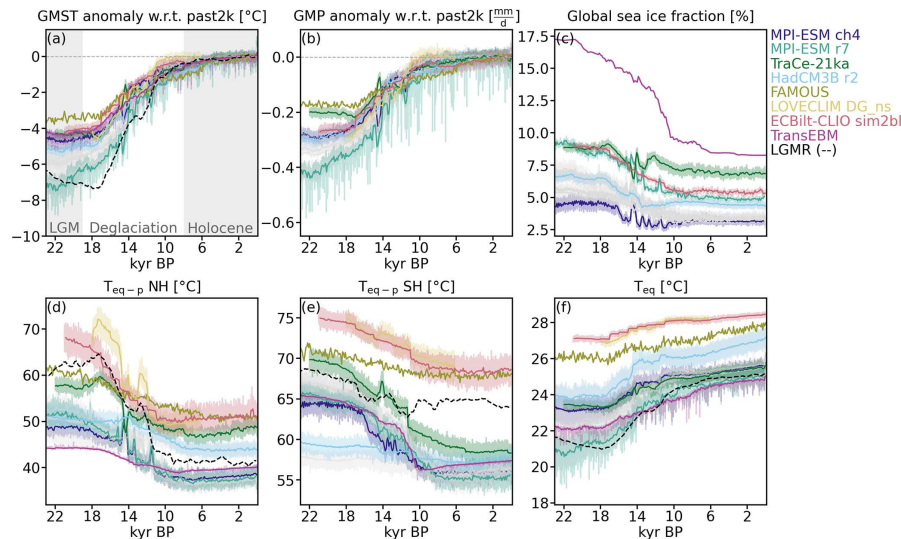 GMST anomaly w.r.t. past2k [°C]
(a)
0
−2
−4
−6
−8
−10
LGM Deglaciation Holocene
22 18 14 10 6 2
kyr BP
GMP anomaly w.r.t. past2k [mm/d]
(b)
0.0
−0.2
−0.4
−0.6
22 18 14 10 6 2
kyr BP
Global sea ice fraction [%]
(c)
17.5
15.0
12.5
10.0
7.5
5.0
2.5
22 18 14 10 6 2
kyr BP
MPI-ESM ch4
MPI-ESM r7
TraCe-21ka
HadCM3B r2
FAMOUS
LOVECLIM DG_ns
ECBilt-CLIO sim2bl
TransEBM
LGMR (--)
T eq−p NH [°C]
(d)
70
60
50
40
22 18 14 10 6 2
kyr BP
T eq−p SH [°C]
(e)
75
70
65
60
55
22 18 14 10 6 2
kyr BP
T eq [°C]
(f)
28
26
24
22
20
18
22 18 14 10 6 2
kyr BP